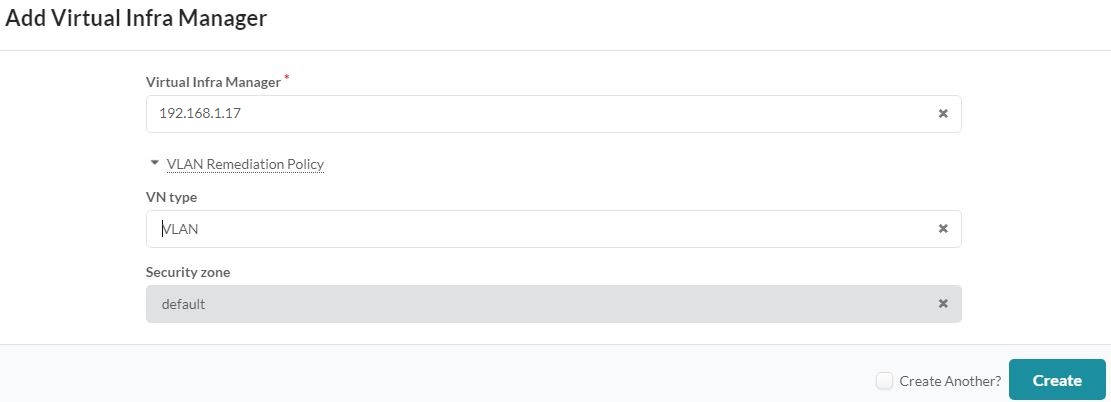 Add Virtual Infra Manager
Virtual Infra Manager *
192.168.1.17
VLAN Remediation Policy
VN type
VLAN
Security zone
default
Create Another? Create